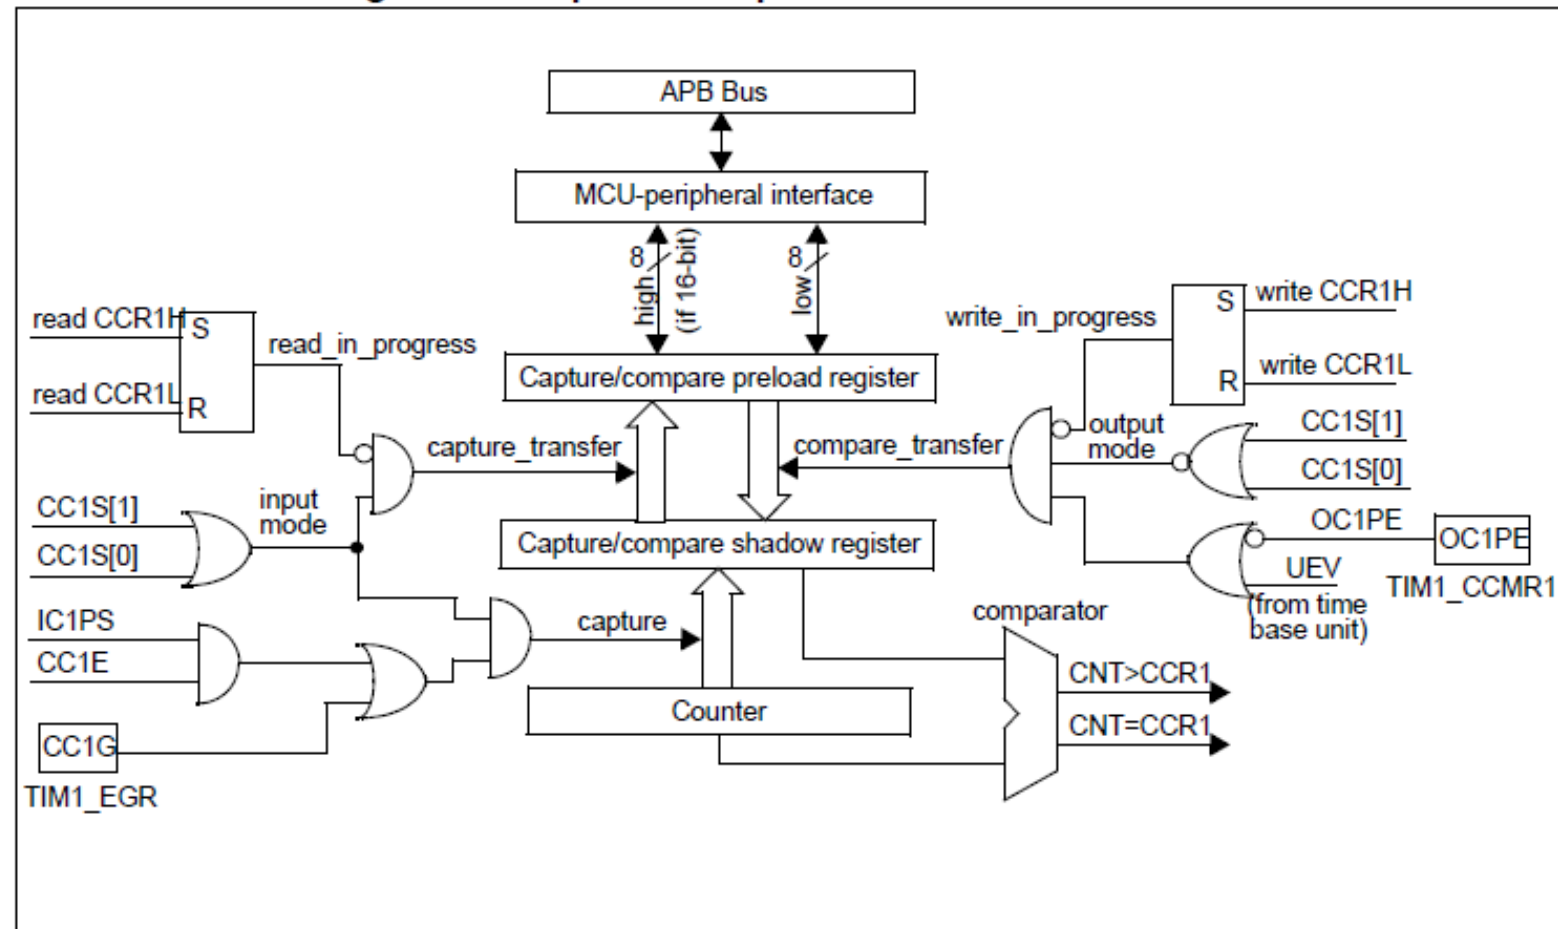 APB Bus
MCU-peripheral interface
8
high
(if 16-bit)
8
low
read CCR1H
S
read_in_progress
read CCR1L
R
write_in_progress
S
write CCR1H
R
write CCR1L
Capture/compare preload register
capture_transfer
compare_transfer
output
mode
CC1S[1]
CC1S[0]
CC1S[1]
CC1S[0]
input
mode
Capture/compare shadow register
OC1PE
OC1PE
UEV
TIM1_CCMR1
(from time
base unit)
IC1PS
CC1E
capture
comparator
CNT>CCR1
CNT=CCR1
Counter
CC1G
TIM1_EGR